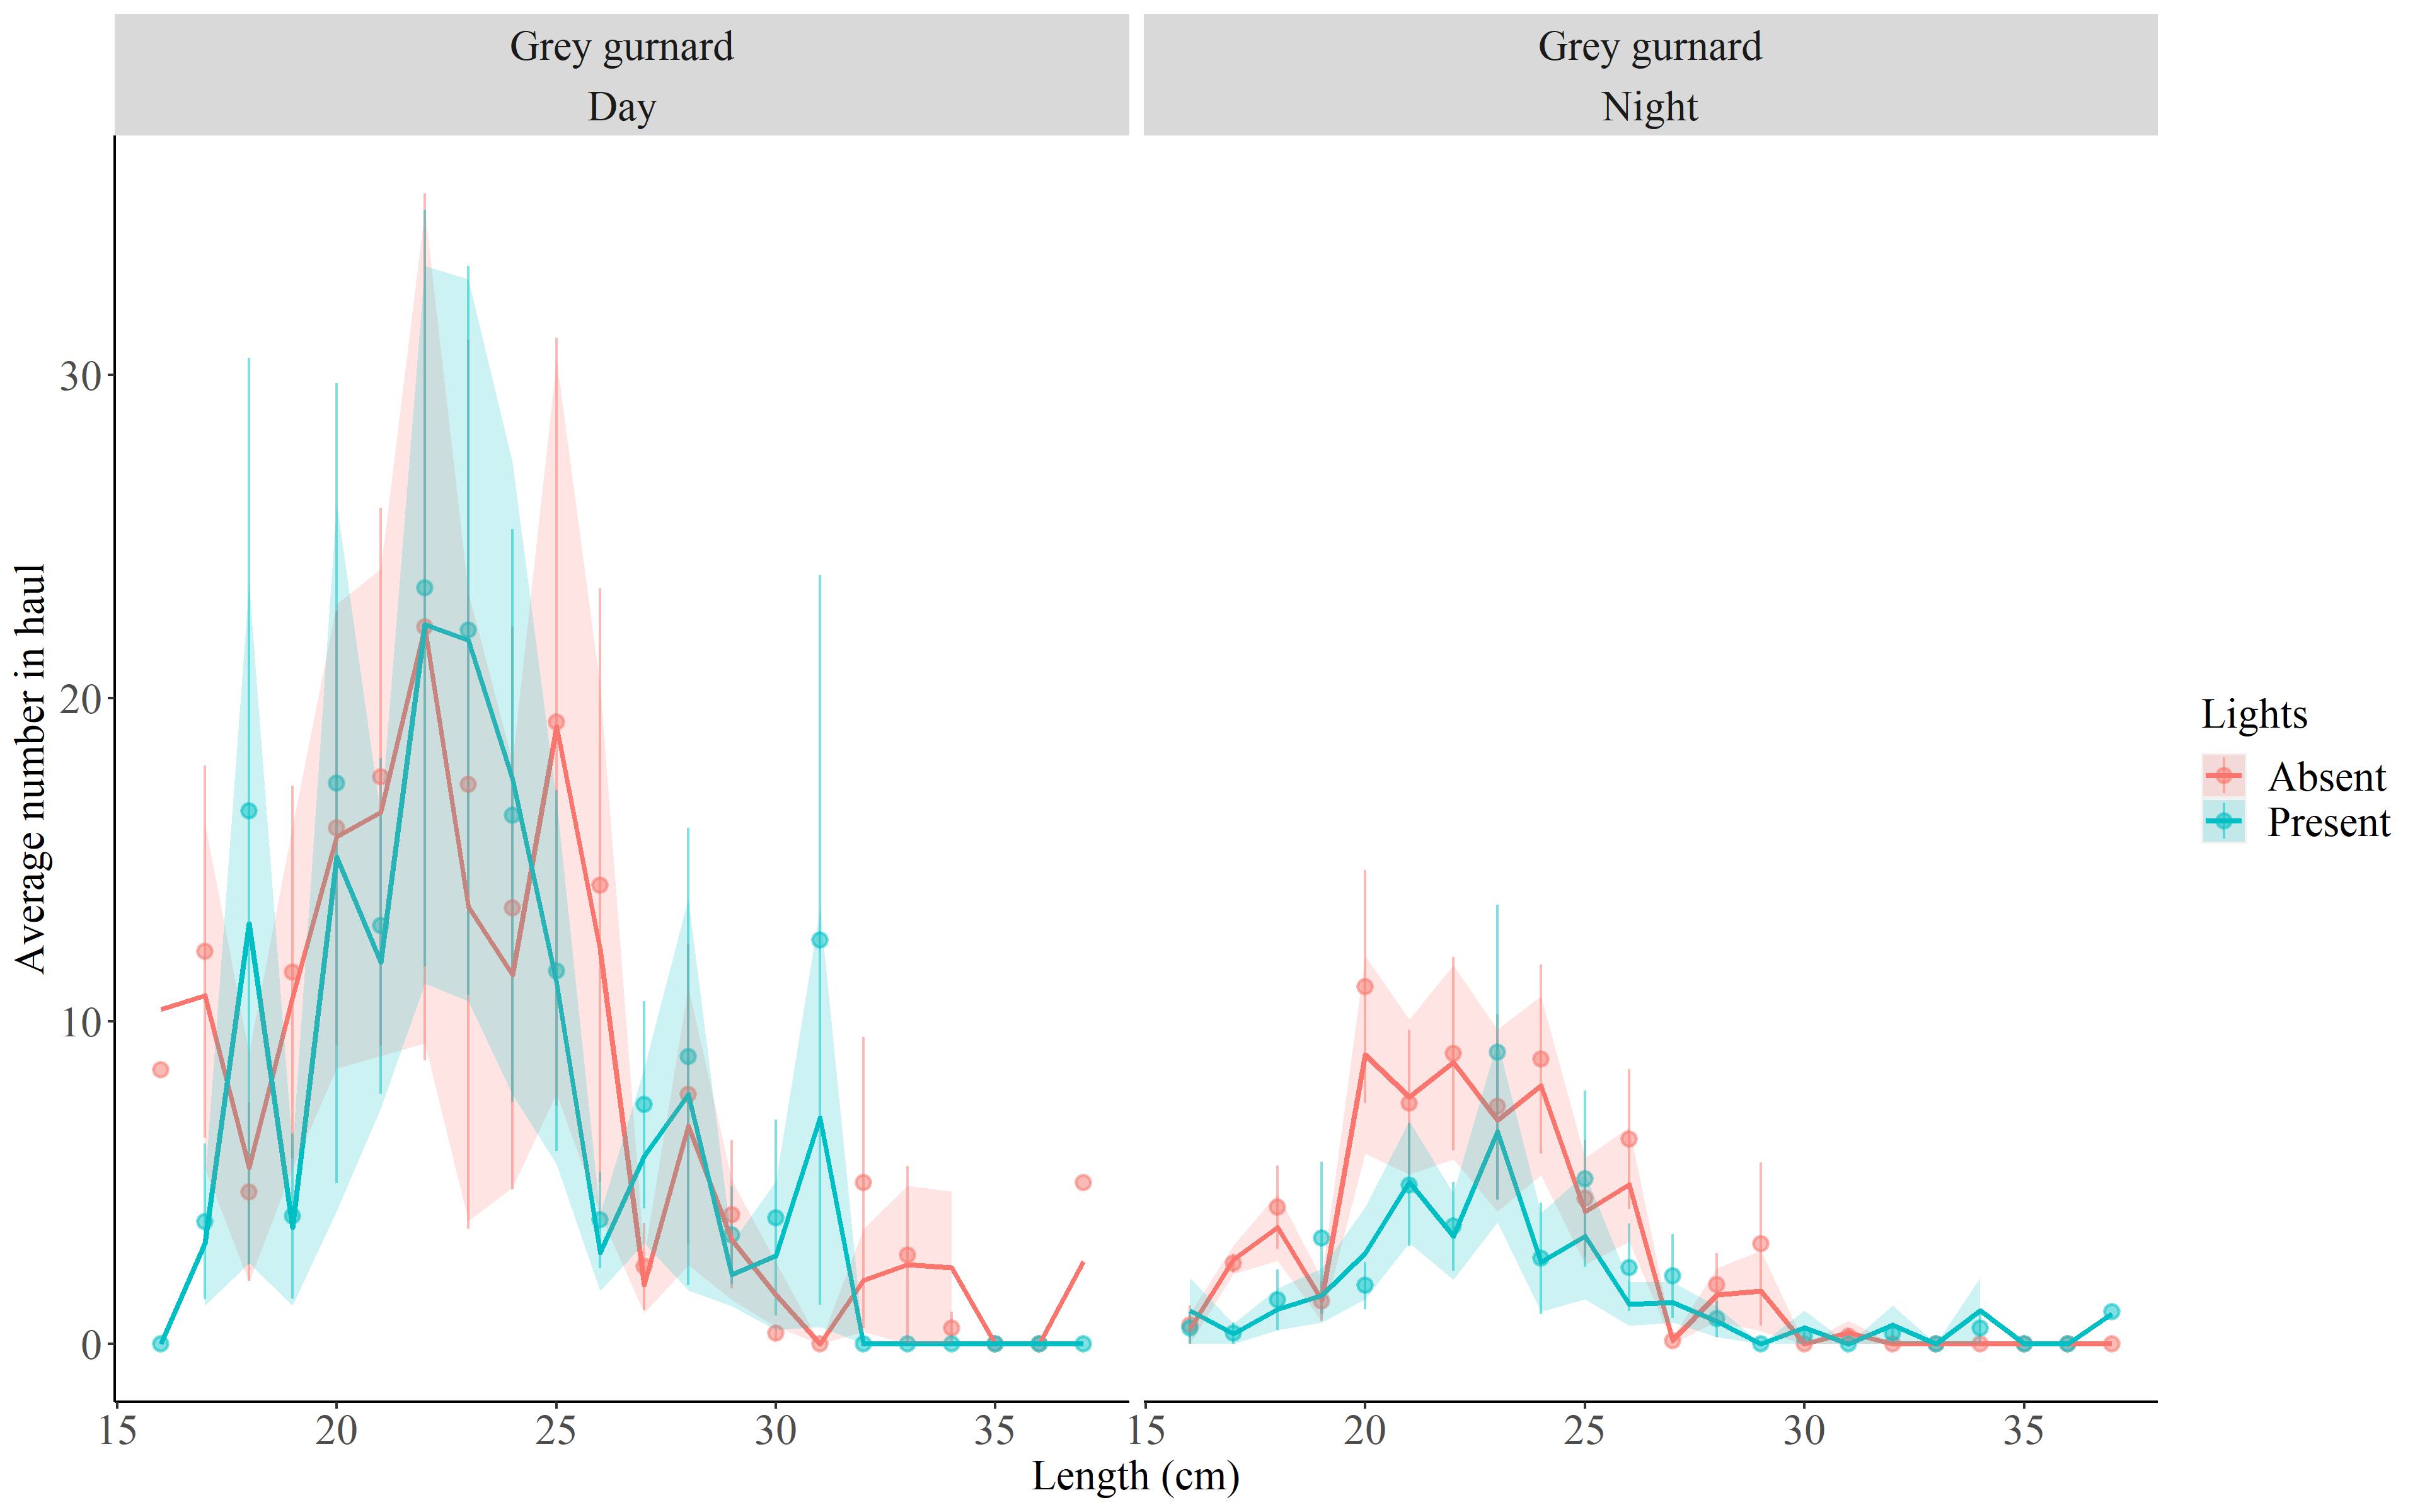 Grey gurnard
Day
Grey gurnard
Night
Average number in haul
30
20
10
0
15 20 25 30 35
15 20 25 30 35
Length (cm)
Lights
Absent
Present